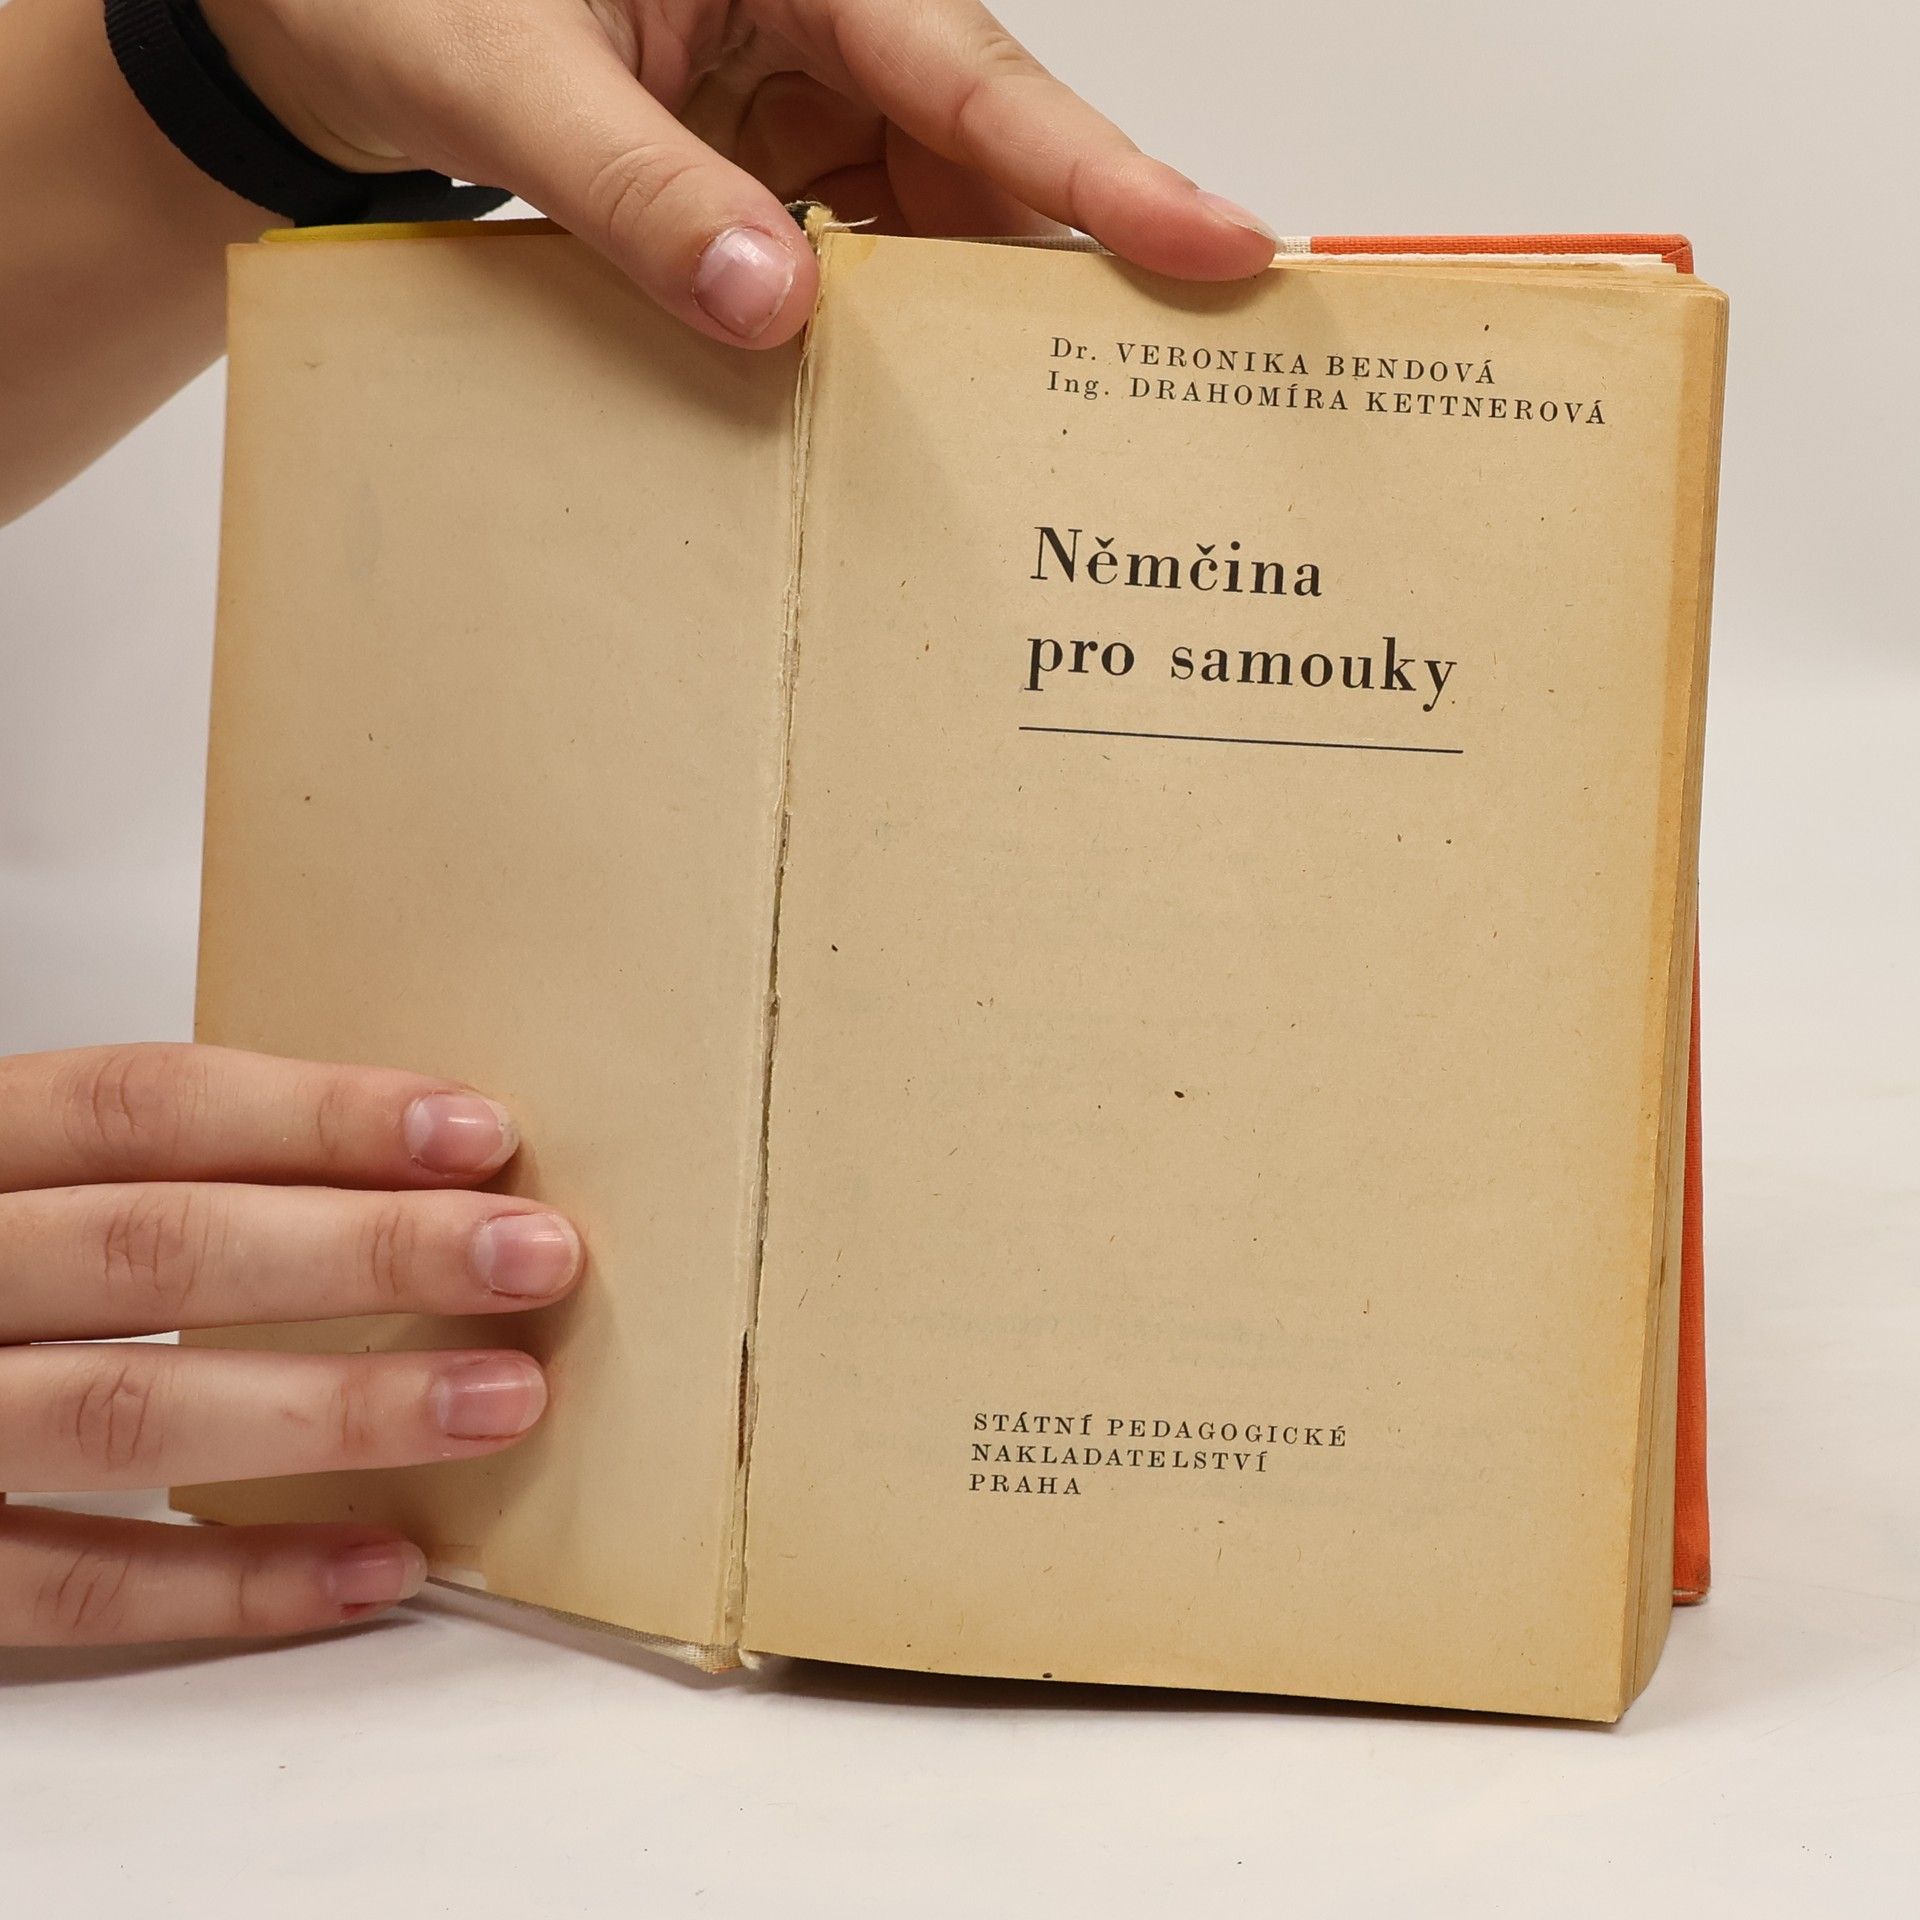 Dr. VERONIKA BENDOVÁ
Ing. DRAHOMÍRA KETTNEROVÁ
Němčina
pro samouky
STÁTNÍ PEDAGOGICKÉ
NAKLADATELSTVÍ
PRAHA